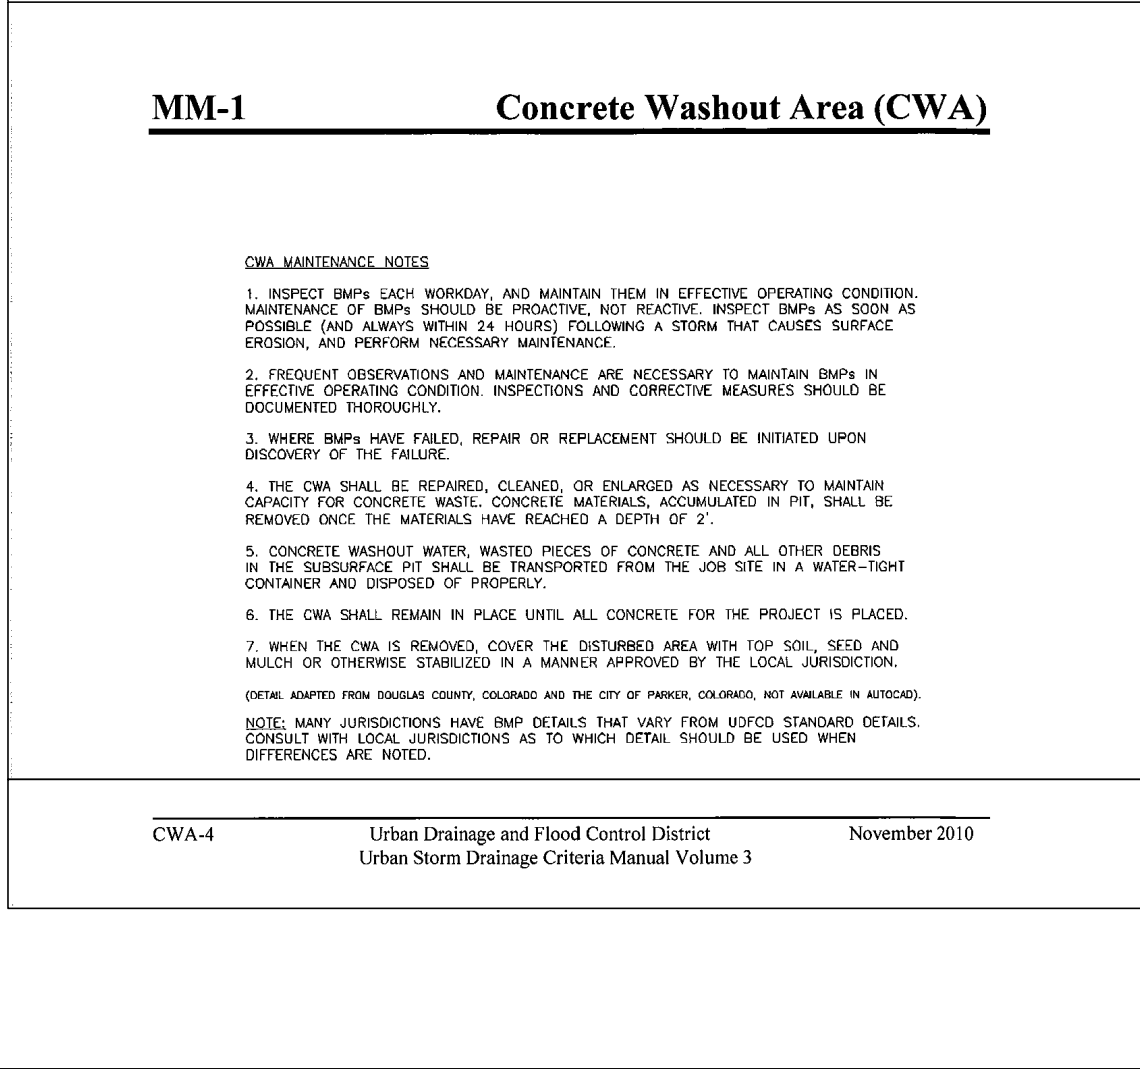 MM-1 Concrete Washout Area (CWA)
CWA MAINTENANCE NOTES
1. INSPECT BMPs EACH WORKDAY, AND MAINTAIN THEM IN EFFECTIVE OPERATING CONDITION.
MAINTENANCE OF BMPs SHOULD BE PROACTIVE, NOT REACTIVE. INSPECT BMPs AS SOON AS
POSSIBLE (AND ALWAYS WITHIN 24 HOURS) FOLLOWING A STORM THAT CAUSES SURFACE
EROSION, AND PERFORM NECESSARY MAINTENANCE.
2. FREQUENT OBSERVATIONS AND MAINTENANCE ARE NECESSARY TO MAINTAIN BMPs IN
EFFECTIVE OPERATING CONDITION. INSPECTIONS AND CORRECTIVE MEASURES SHOULD BE
DOCUMENTED THOROUGHLY.
3. WHERE BMPs HAVE FAILED, REPAIR OR REPLACEMENT SHOULD BE INITIATED UPON
DISCOVERY OF THE FAILURE.
4. THE CWA SHALL BE REPAIRED, CLEANED, OR ENLARGED AS NECESSARY TO MAINTAIN
CAPACITY FOR CONCRETE WASTE. CONCRETE MATERIALS, ACCUMULATED IN PIT, SHALL BE
REMOVED ONCE THE MATERIALS HAVE REACHED A DEPTH OF 2'.
5. CONCRETE WASHOUT WATER, WASTED PIECES OF CONCRETE AND ALL OTHER DEBRIS
IN THE SUBSURFACE PIT SHALL BE TRANSPORTED FROM THE JOB SITE IN A WATER-TIGHT
CONTAINER AND DISPOSED OF PROPERLY.
6. THE CWA SHALL REMAIN IN PLACE UNTIL ALL CONCRETE FOR THE PROJECT IS PLACED.
7. WHEN THE CWA IS REMOVED, COVER THE DISTURBED AREA WITH TOP SOIL, SEED AND
MULCH OR OTHERWISE STABILIZED IN A MANNER APPROVED BY THE LOCAL JURISDICTION.
(DETAIL ADAPTED FROM DOUGLAS COUNTY, COLORADO AND THE CITY OF PARKER, COLORADO, NOT AVAILABLE IN AUTOCAD).
NOTE: MANY JURISDICTIONS HAVE BMP DETAILS THAT VARY FROM UDFCD STANDARD DETAILS.
CONSULT WITH LOCAL JURISDICTIONS AS TO WHICH DETAIL SHOULD BE USED WHEN
DIFFERENCES ARE NOTED.
CWA-4 Urban Drainage and Flood Control District November 2010
Urban Storm Drainage Criteria Manual Volume 3